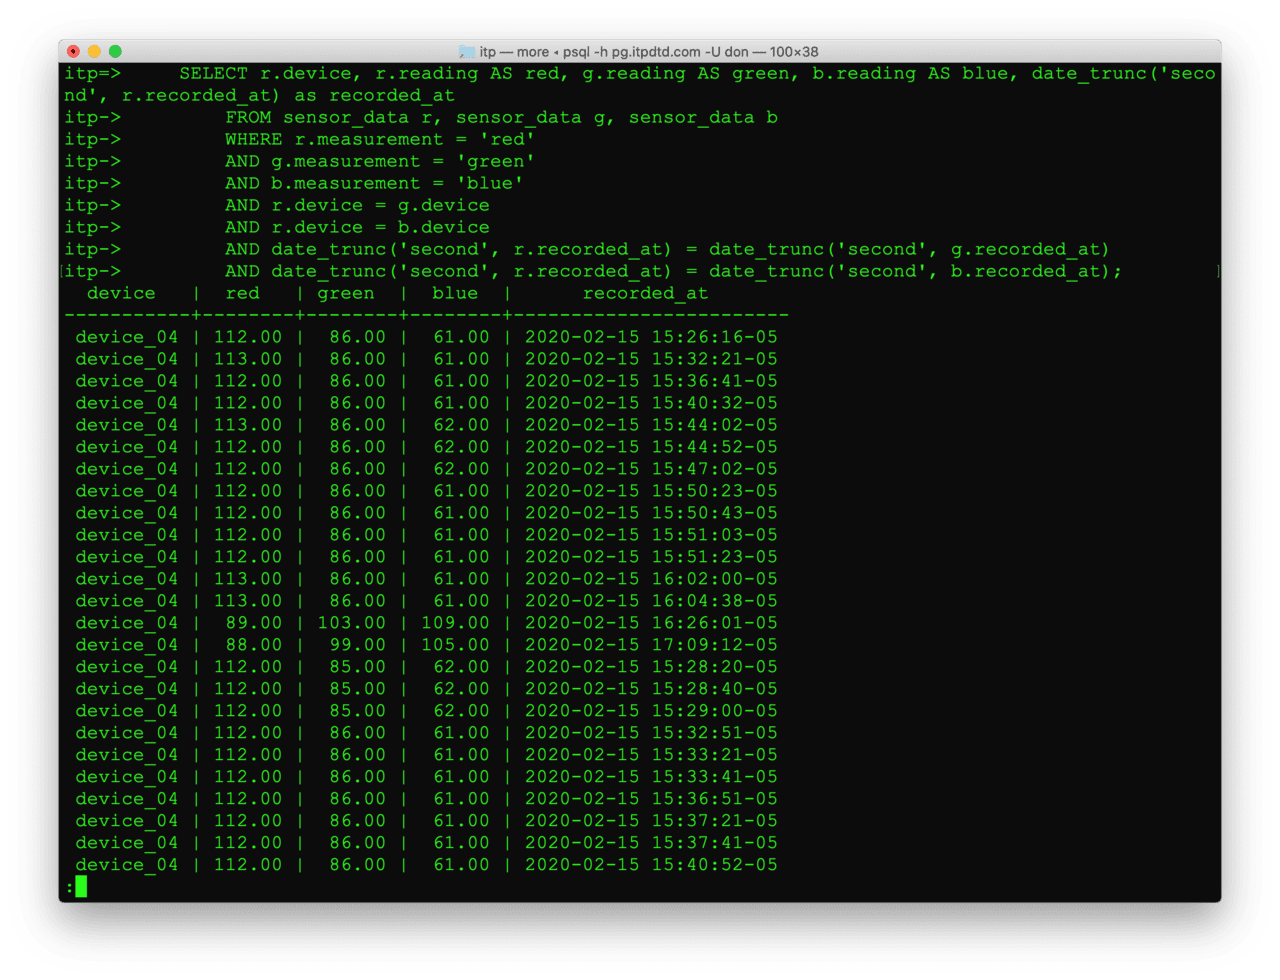 itp — more ◂ psql -h pg.itpdtd.com -U don — 100×38
itp=>     SELECT r.device, r.reading AS red, g.reading AS green, b.reading AS blue, date_trunc('seco
nd', r.recorded_at) as recorded_at
itp->         FROM sensor_data r, sensor_data g, sensor_data b
itp->         WHERE r.measurement = 'red'
itp->         AND g.measurement = 'green'
itp->         AND b.measurement = 'blue'
itp->         AND r.device = g.device
itp->         AND r.device = b.device
itp->         AND date_trunc('second', r.recorded_at) = date_trunc('second', g.recorded_at)
[itp->         AND date_trunc('second', r.recorded_at) = date_trunc('second', b.recorded_at);        ]
  device   |  red   | green  |  blue  |      recorded_at
-----------+--------+--------+--------+------------------------
 device_04 | 112.00 |  86.00 |  61.00 | 2020-02-15 15:26:16-05
 device_04 | 113.00 |  86.00 |  61.00 | 2020-02-15 15:32:21-05
 device_04 | 112.00 |  86.00 |  61.00 | 2020-02-15 15:36:41-05
 device_04 | 112.00 |  86.00 |  61.00 | 2020-02-15 15:40:32-05
 device_04 | 113.00 |  86.00 |  62.00 | 2020-02-15 15:44:02-05
 device_04 | 112.00 |  86.00 |  62.00 | 2020-02-15 15:44:52-05
 device_04 | 112.00 |  86.00 |  62.00 | 2020-02-15 15:47:02-05
 device_04 | 112.00 |  86.00 |  61.00 | 2020-02-15 15:50:23-05
 device_04 | 112.00 |  86.00 |  61.00 | 2020-02-15 15:50:43-05
 device_04 | 112.00 |  86.00 |  61.00 | 2020-02-15 15:51:03-05
 device_04 | 112.00 |  86.00 |  61.00 | 2020-02-15 15:51:23-05
 device_04 | 113.00 |  86.00 |  61.00 | 2020-02-15 16:02:00-05
 device_04 | 113.00 |  86.00 |  61.00 | 2020-02-15 16:04:38-05
 device_04 |  89.00 | 103.00 | 109.00 | 2020-02-15 16:26:01-05
 device_04 |  88.00 |  99.00 | 105.00 | 2020-02-15 17:09:12-05
 device_04 | 112.00 |  85.00 |  62.00 | 2020-02-15 15:28:20-05
 device_04 | 112.00 |  85.00 |  62.00 | 2020-02-15 15:28:40-05
 device_04 | 112.00 |  85.00 |  62.00 | 2020-02-15 15:29:00-05
 device_04 | 112.00 |  86.00 |  61.00 | 2020-02-15 15:32:51-05
 device_04 | 112.00 |  86.00 |  61.00 | 2020-02-15 15:33:21-05
 device_04 | 112.00 |  86.00 |  61.00 | 2020-02-15 15:33:41-05
 device_04 | 112.00 |  86.00 |  61.00 | 2020-02-15 15:36:51-05
 device_04 | 112.00 |  86.00 |  61.00 | 2020-02-15 15:37:21-05
 device_04 | 112.00 |  86.00 |  61.00 | 2020-02-15 15:37:41-05
 device_04 | 112.00 |  86.00 |  61.00 | 2020-02-15 15:40:52-05
: